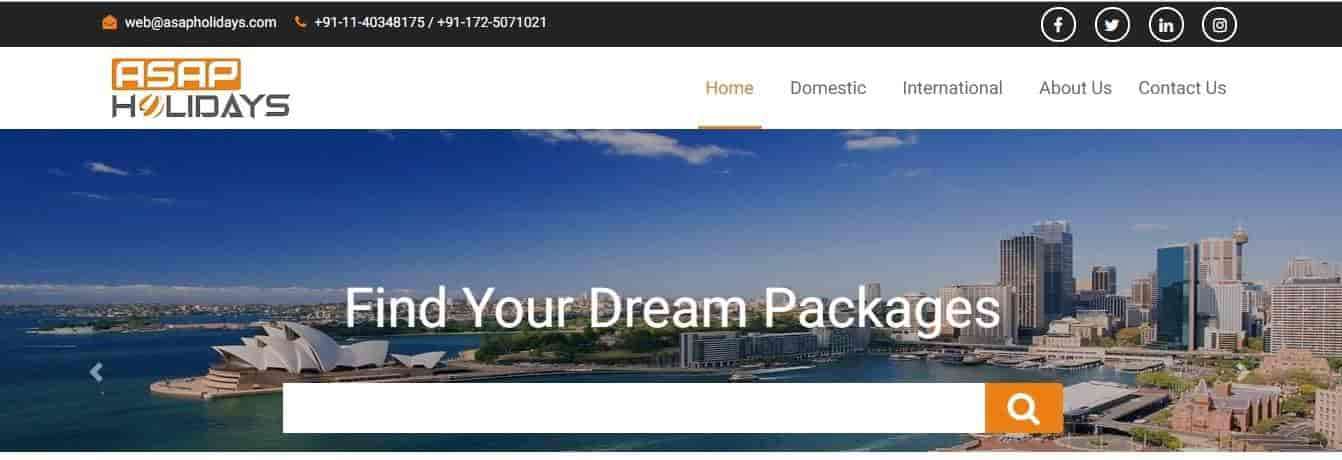 web@asapholidays.com +91-11-40348175 / +91-172-5071021
ASAP
HOLIDAYS
Home Domestic International About Us Contact Us
Find Your Dream Packages